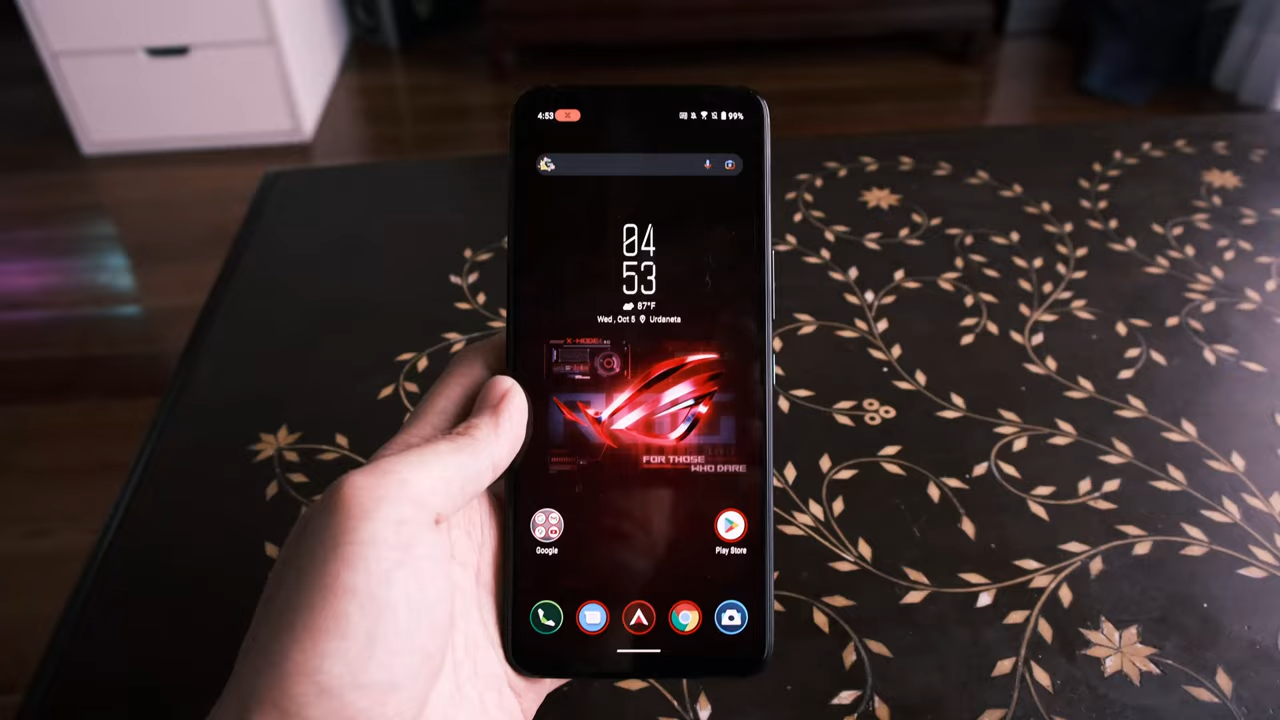 4:53
99%
04
53
87°F
Wed, Oct 5 Urdaneta
X-MODE
FOR THOSE
WHO DARE
Google
Play Store